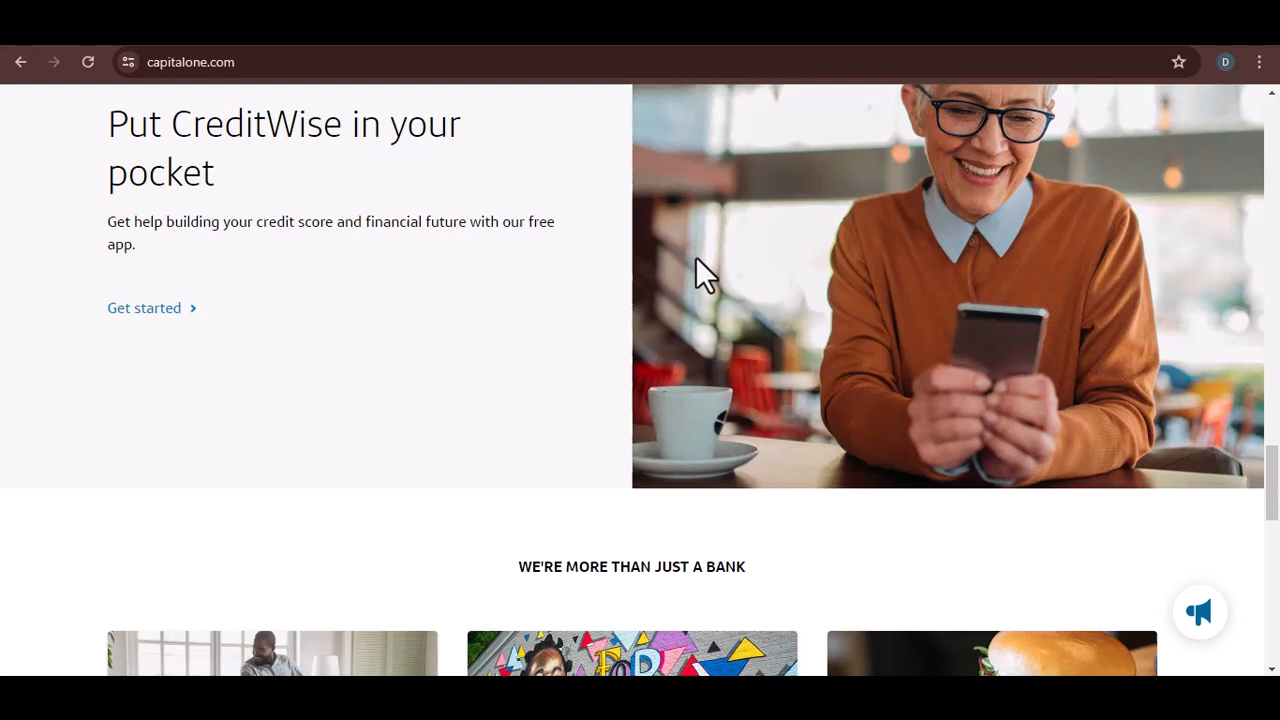 capitalone.com
D
Put CreditWise in your
pocket
Get help building your credit score and financial future with our free
app.
Get started
WE'RE MORE THAN JUST A BANK
FOR